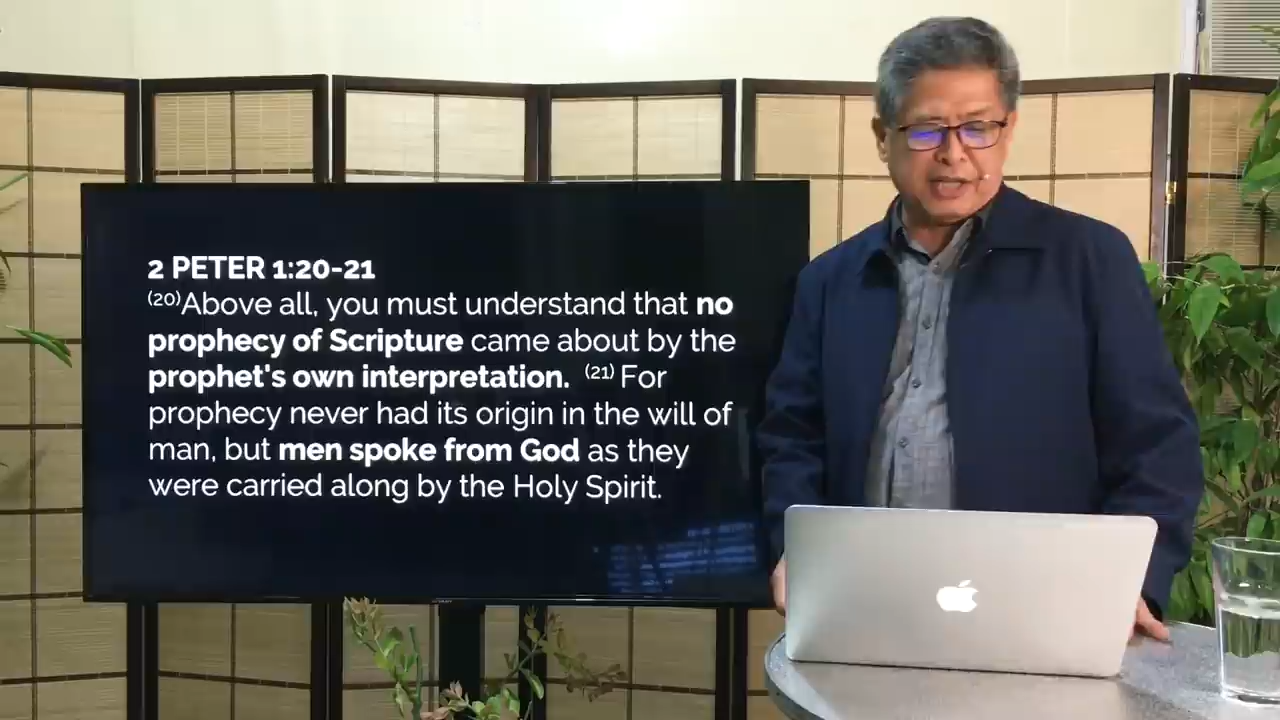 2 PETER 1:20-21
(20)Above all, you must understand that no
prophecy of Scripture came about by the
prophet's own interpretation. (21) For
prophecy never had its origin in the will of
man, but men spoke from God as they
were carried along by the Holy Spirit.